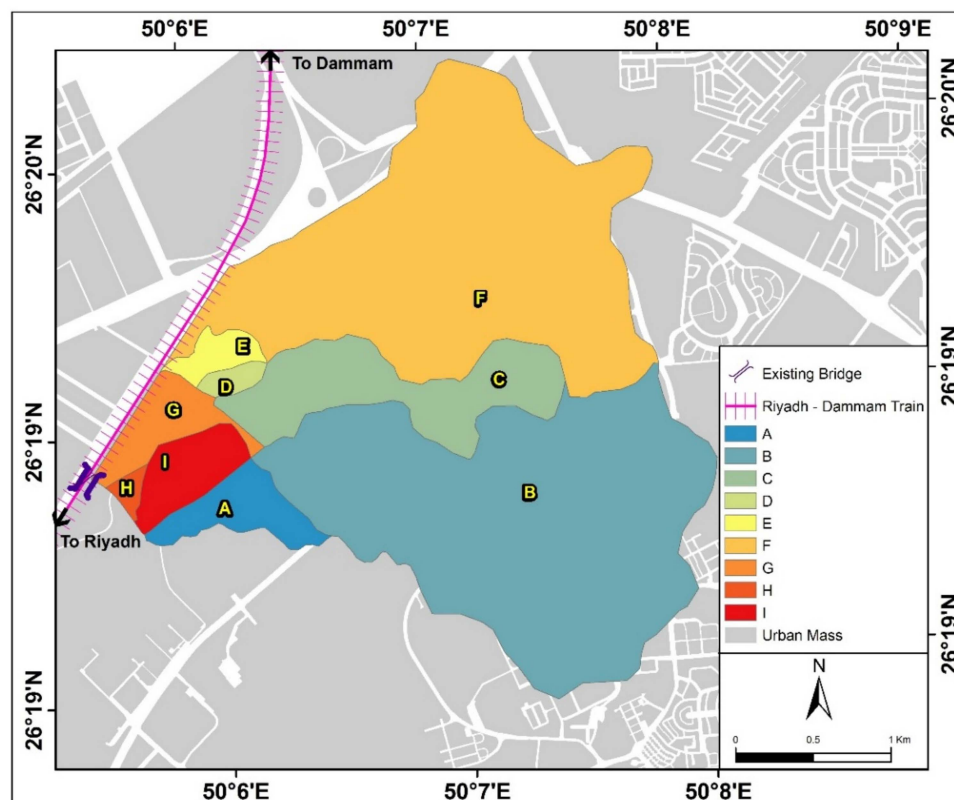 50°6'E 50°7'E 50°8'E 50°9'E
To Dammam
26°20'N
26°20'N
F
E
26°19'N
D
C
G
Existing Bridge
Riyadh - Dammam Train
26°19'N
I
H
A
B
To Riyadh
A
B
C
D
E
F
G
H
I
Urban Mass
26°19'N
N
26°19'N
0 0.5 1 Km
50°6'E 50°7'E 50°8'E